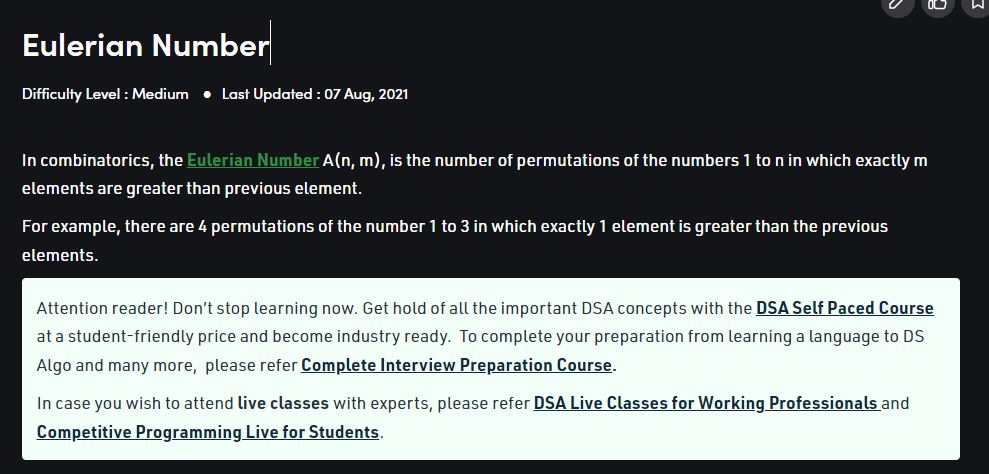 Eulerian Number
Difficulty Level : Medium ● Last Updated : 07 Aug, 2021
In combinatorics, the Eulerian Number A(n, m), is the number of permutations of the numbers 1 to n in which exactly m
elements are greater than previous element.
For example, there are 4 permutations of the number 1 to 3 in which exactly 1 element is greater than the previous
elements.
Attention reader! Don’t stop learning now. Get hold of all the important DSA concepts with the DSA Self Paced Course
at a student-friendly price and become industry ready. To complete your preparation from learning a language to DS
Algo and many more, please refer Complete Interview Preparation Course.
In case you wish to attend live classes with experts, please refer DSA Live Classes for Working Professionals and
Competitive Programming Live for Students.